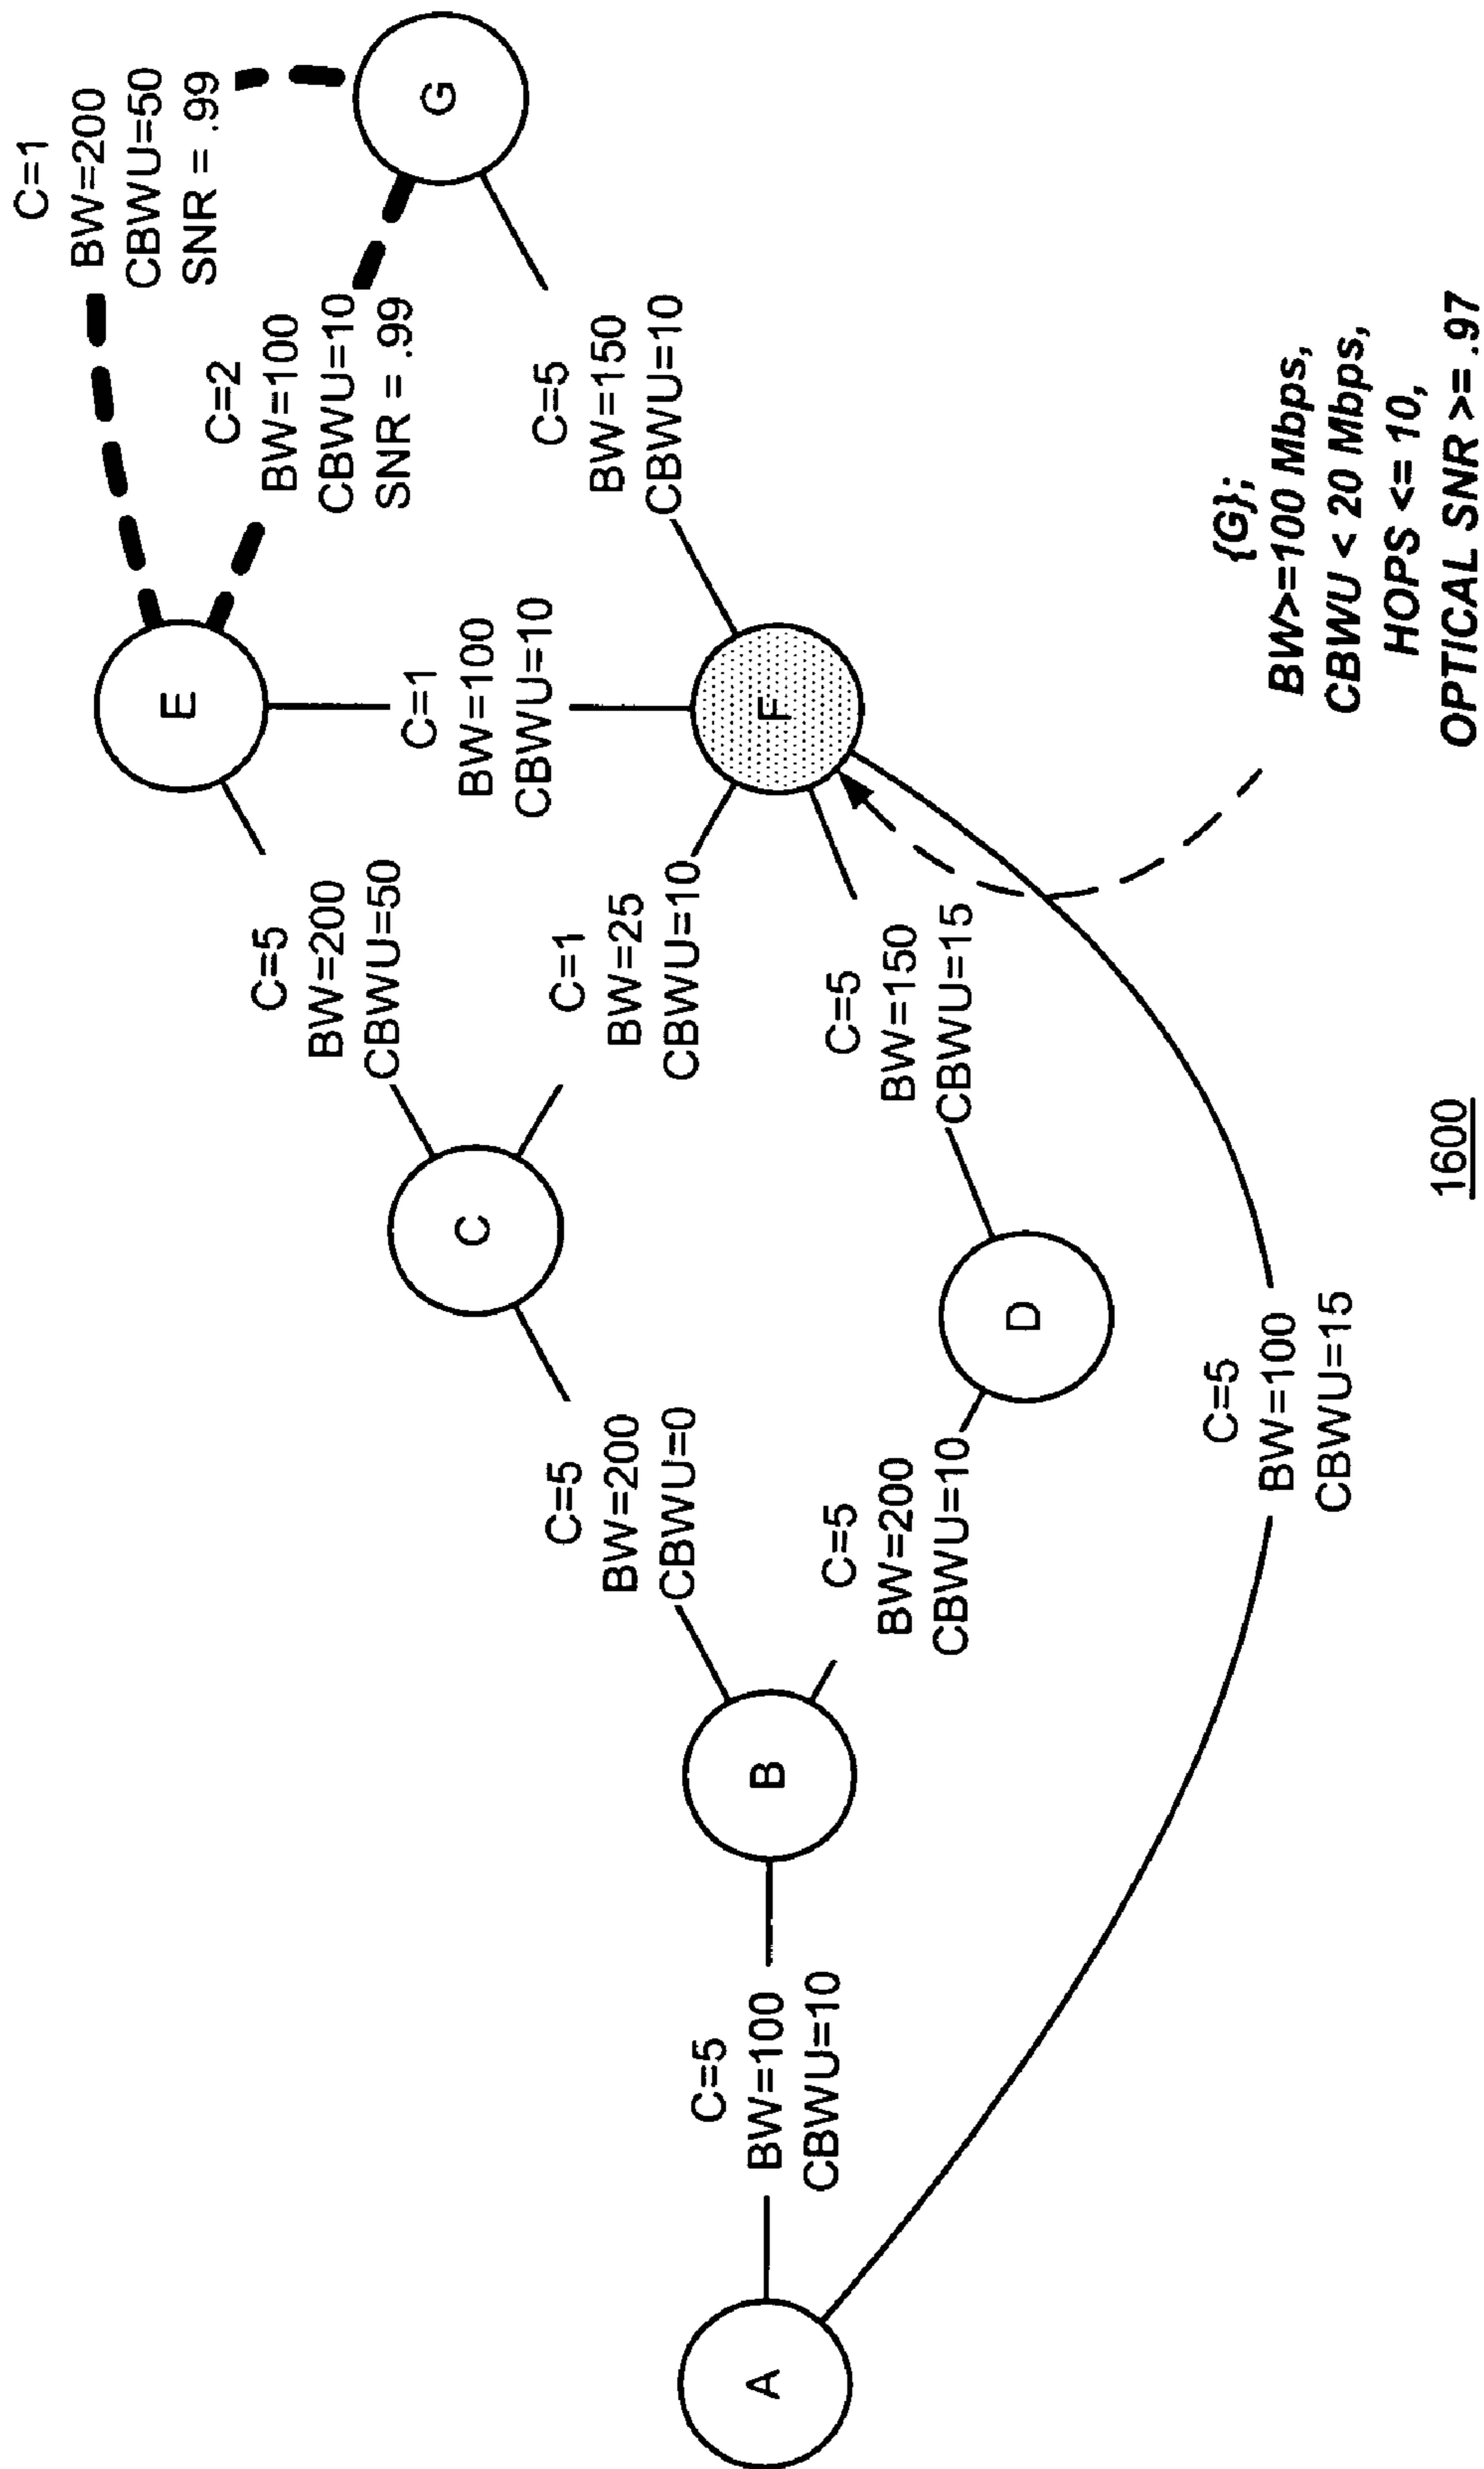 C=1
BW=200
CBWU=50
SNR = .99
C=2
BW=100
CBWU=10
SNR = .99
G
C=5
BW=150
CBWU=10
E
C=1
BW=100
CBWU=10
F
C=5
BW=200
CBWU=50
C=1
BW=25
CBWU=10
C=5
BW=150
CBWU=15
C
D
C=5
BW=200
CBWU=0
C=5
BW=200
CBWU=10
B
C=5
BW=100
CBWU=10
A
C=5
BW=100
CBWU=15
{G};
BW>=100 Mbps,
CBWU < 20 Mbps,
HOPS <= 10,
OPTICAL SNR >= .97
1600